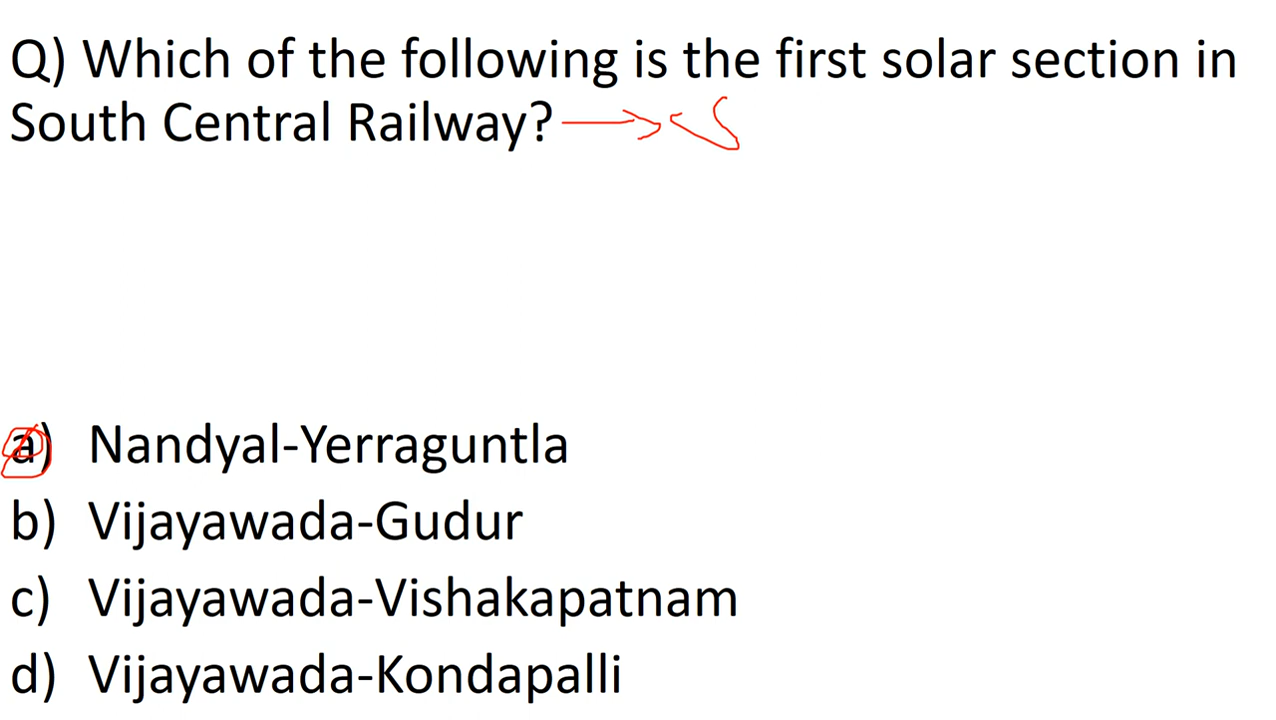 Q) Which of the following is the first solar section in
South Central Railway?
a) Nandyal-Yerraguntla
b) Vijayawada-Gudur
c) Vijayawada-Vishakapatnam
d) Vijayawada-Kondapalli